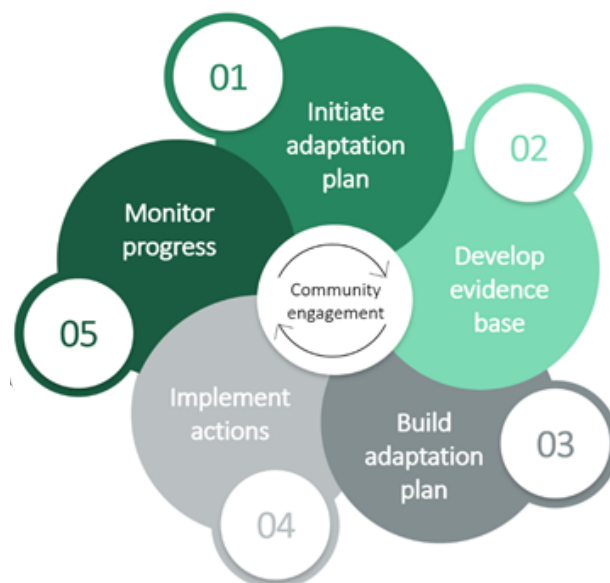 01
Initiate
adaptation
plan
02
Develop
evidence
base
03
Build
adaptation
plan
04
Implement
actions
05
Monitor
progress
Community
engagement